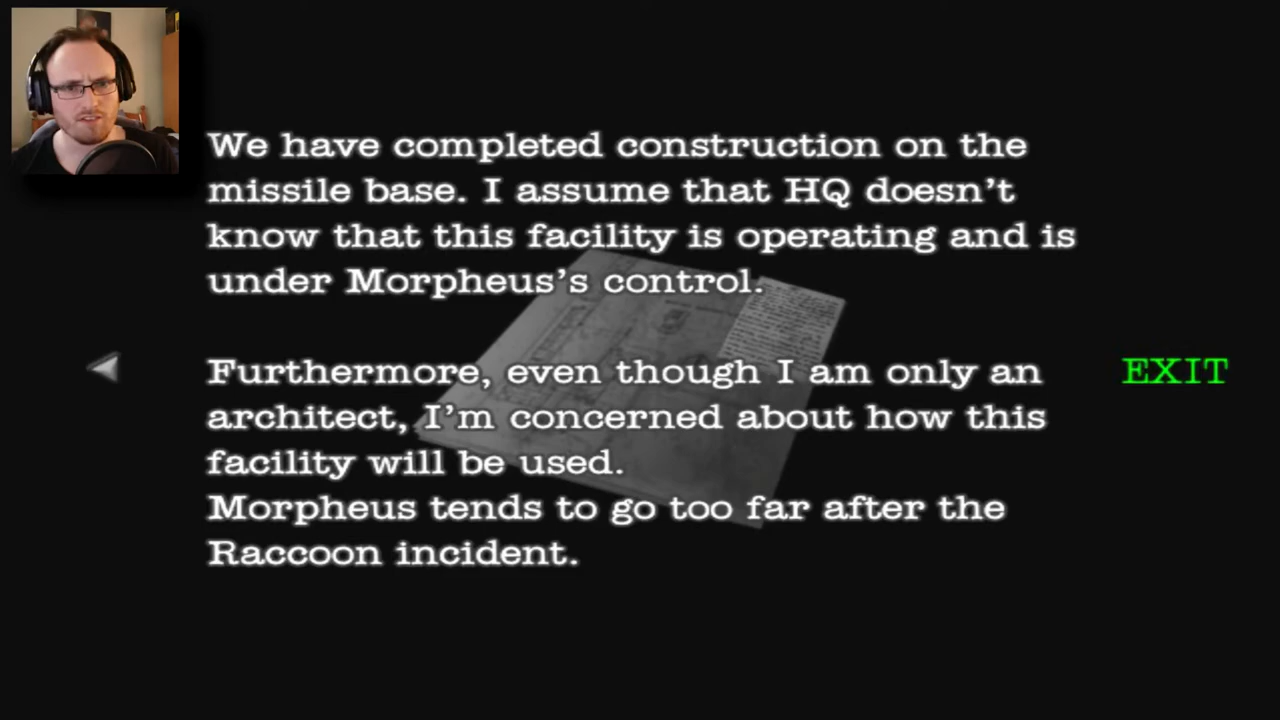 We have completed construction on the
missile base. I assume that HQ doesn't
know that this facility is operating and is
under Morpheus's control.
Furthermore, even though I am only an
architect, I'm concerned about how this
facility will be used.
Morpheus tends to go too far after the
Raccoon incident.
EXIT